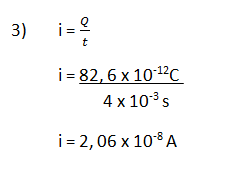 3) i = Q/t
i = 82,6 x 10⁻¹²C
4 x 10⁻³ s
i = 2,06 x 10⁻⁸ A